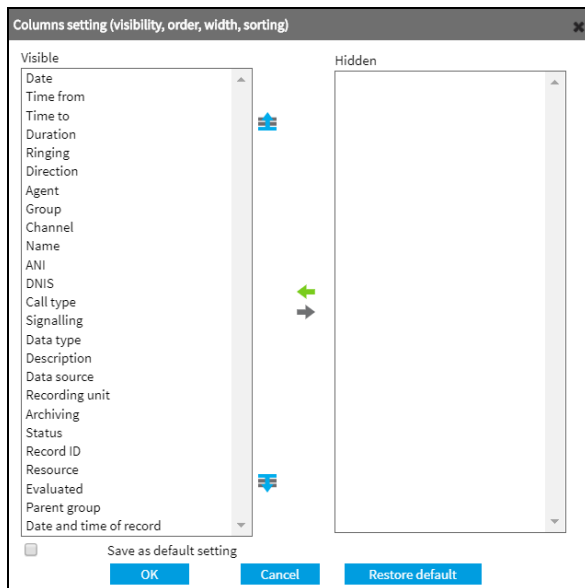 Columns setting (visibility, order, width, sorting)
Visible
Hidden
Date
Time from
Time to
Duration
Ringing
Direction
Agent
Group
Channel
Name
ANI
DNIS
Call type
Signalling
Data type
Description
Data source
Recording unit
Archiving
Status
Record ID
Resource
Evaluated
Parent group
Date and time of record
Save as default setting
OK
Cancel
Restore default